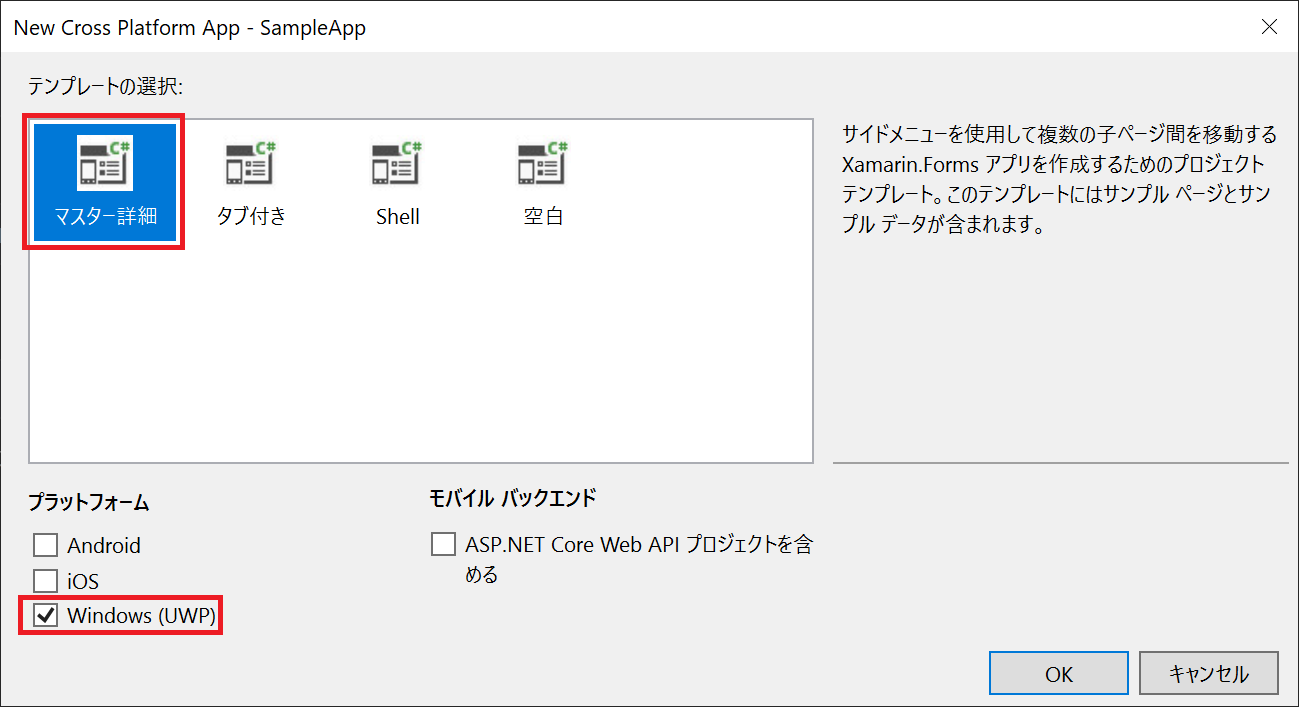 New Cross Platform App - SampleApp
テンプレートの選択:
C#
マスター詳細
C#
タブ付き
C#
Shell
C#
空白
サイドメニューを使用して複数の子ページ間を移動する
Xamarin.Forms アプリを作成するためのプロジェクト
テンプレート。このテンプレートにはサンプル ページとサン
プル データが含まれます。
プラットフォーム
Android
iOS
Windows (UWP)
モバイル バックエンド
ASP.NET Core Web API プロジェクトを含
める
OK
キャンセル